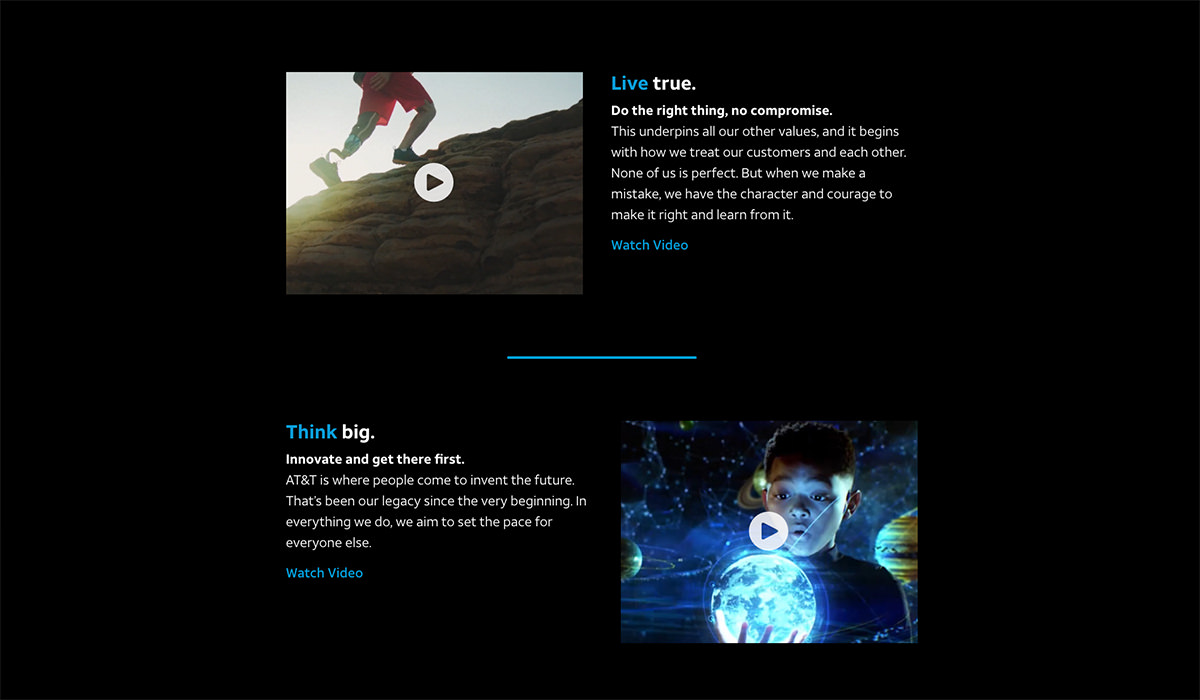 Live true.
Do the right thing, no compromise.
This underpins all our other values, and it begins
with how we treat our customers and each other.
None of us is perfect. But when we make a
mistake, we have the character and courage to
make it right and learn from it.
Watch Video
Think big.
Innovate and get there first.
AT&T is where people come to invent the future.
That's been our legacy since the very beginning. In
everything we do, we aim to set the pace for
everyone else.
Watch Video